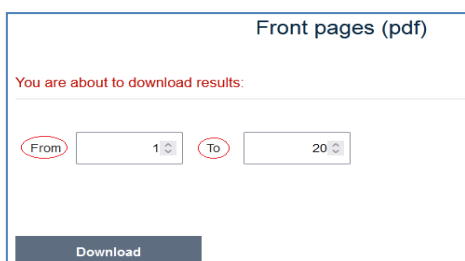 Front pages (pdf)
You are about to download results:
From 1 To 20
Download